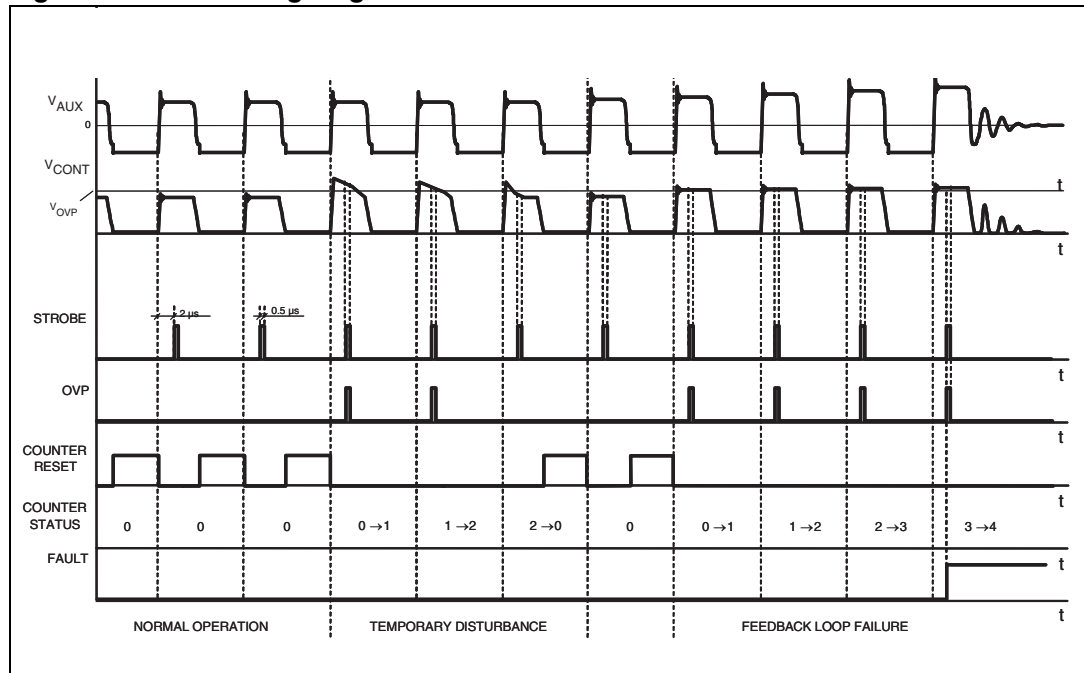 VAUX
0
VCONT
t
VOVP
t
STROBE
2 µs
0.5 µs
t
OVP
t
COUNTER
RESET
t
COUNTER
STATUS
0
0
0
0→1
1→2
2→0
0
0→1
1→2
2→3
3→4
FAULT
t
t
NORMAL OPERATION
TEMPORARY DISTURBANCE
FEEDBACK LOOP FAILURE